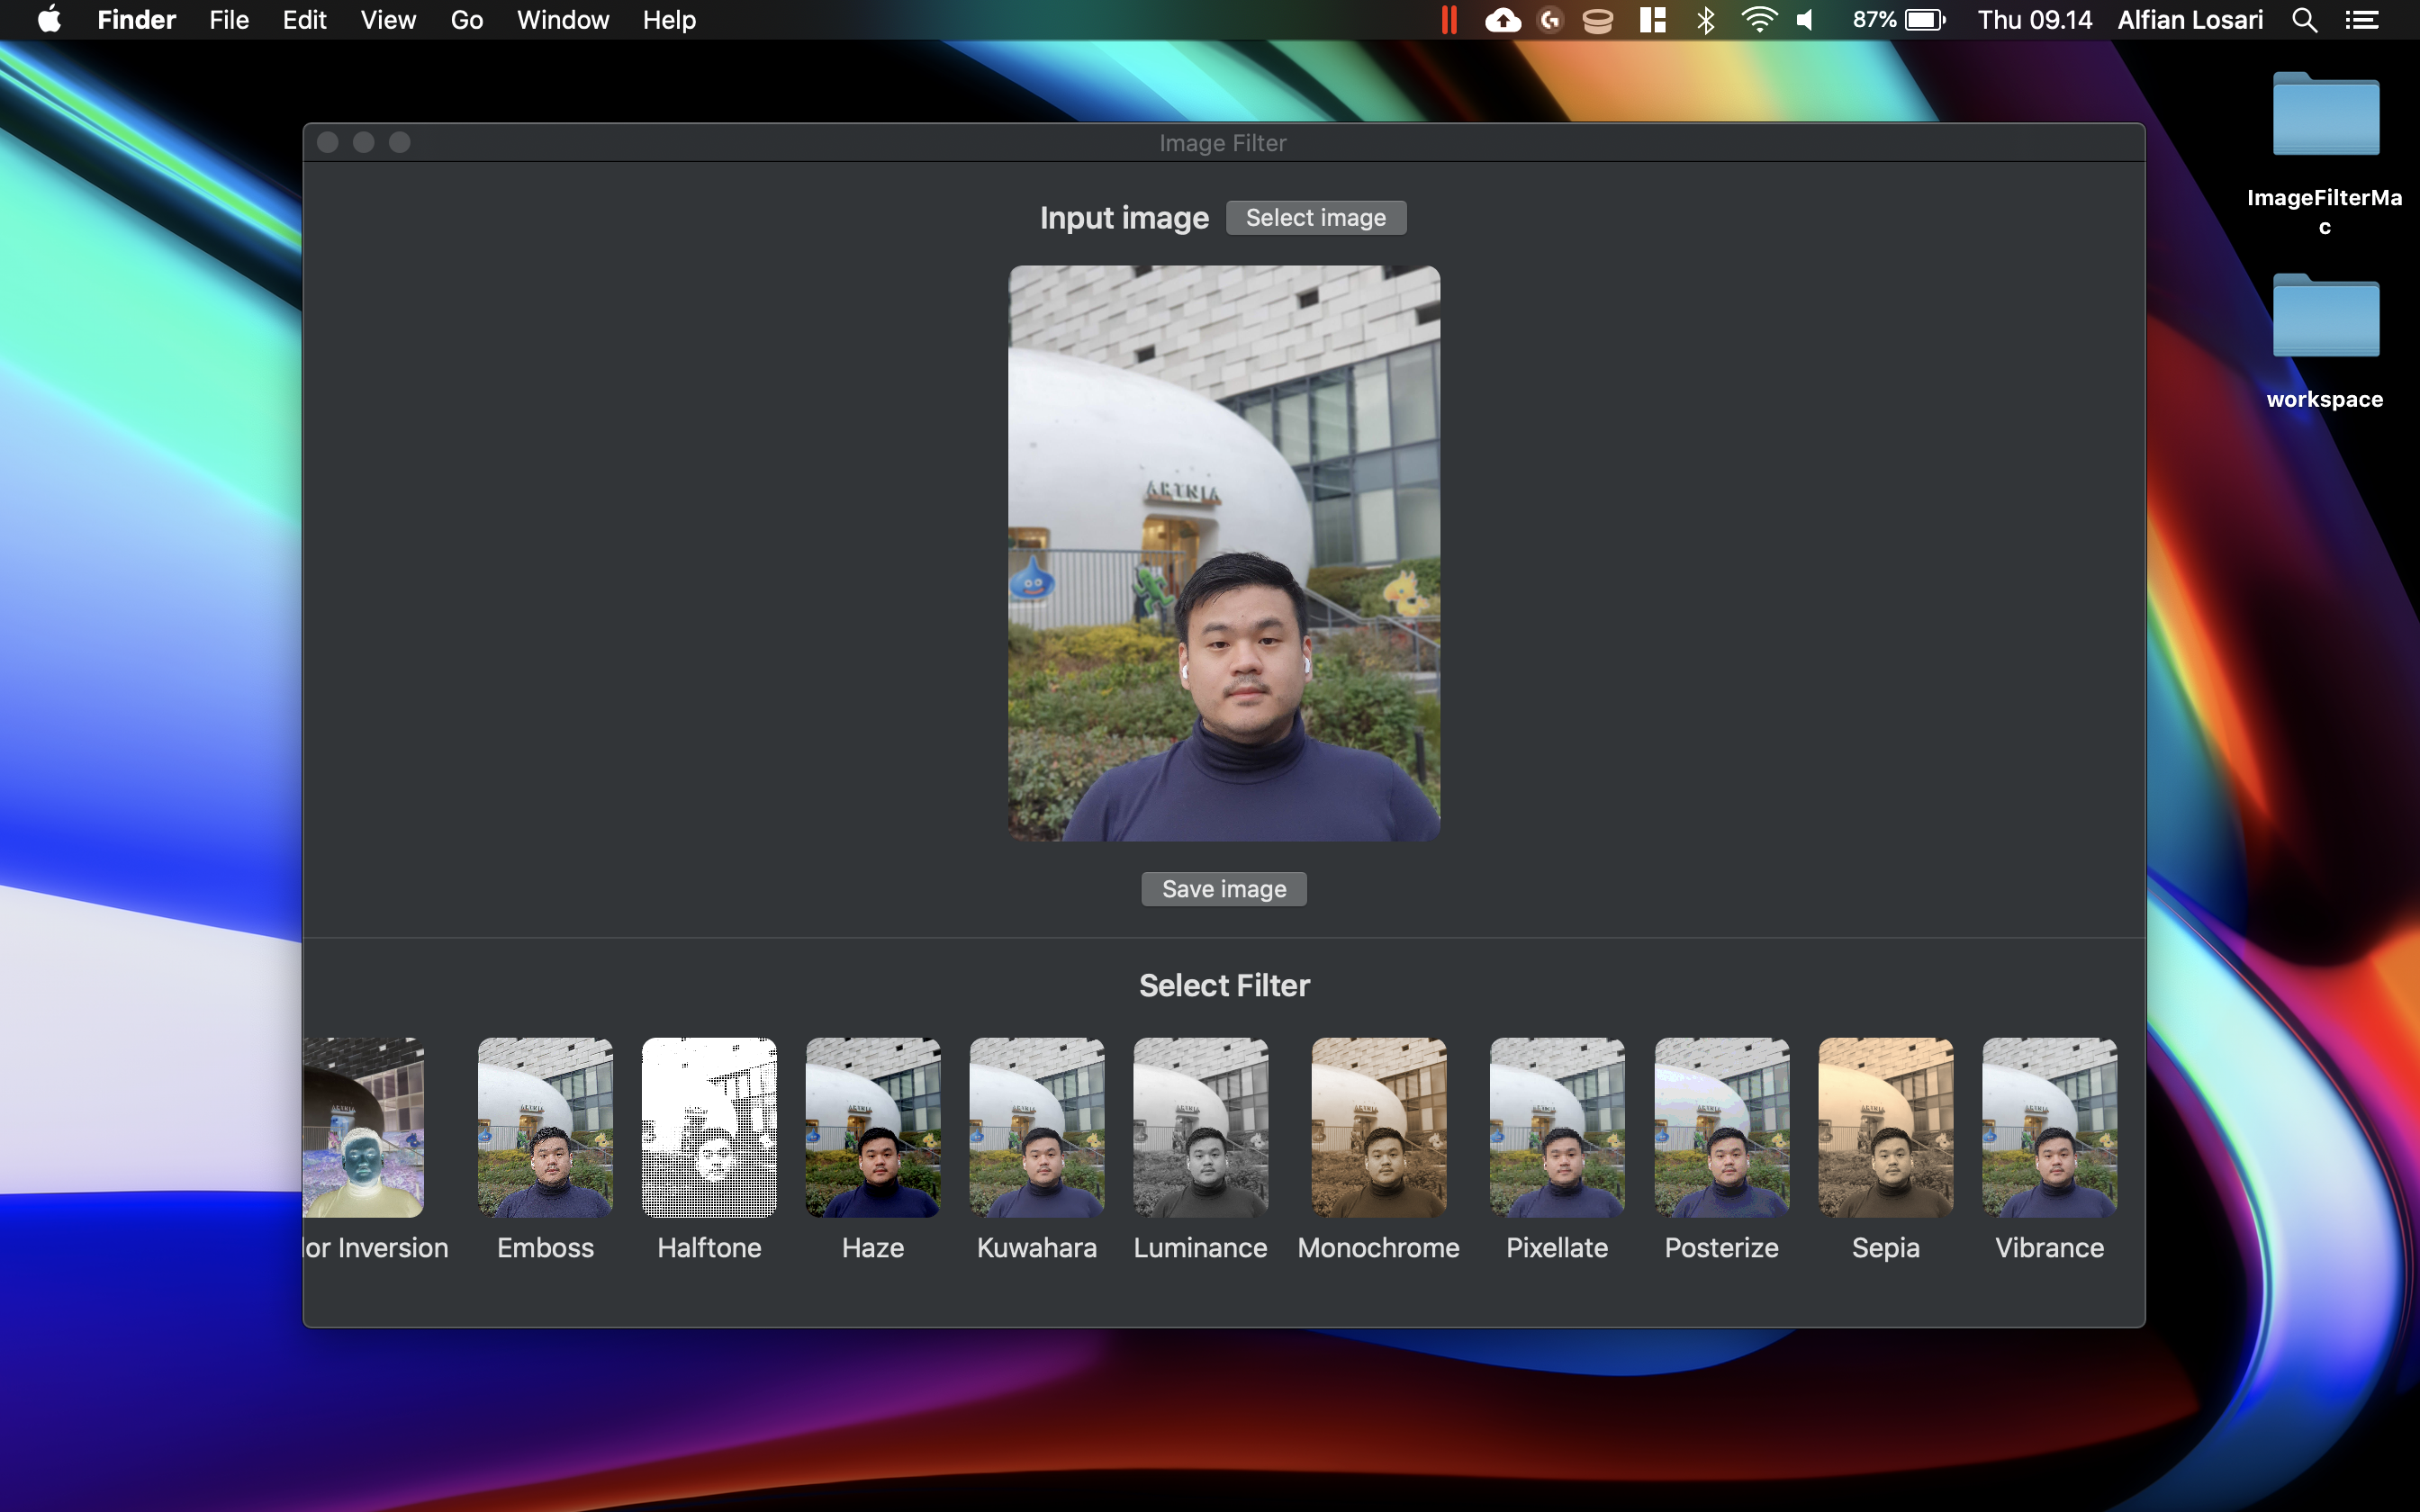 Finder File Edit View Go Window Help 87% Thu 09.14 Alfian Losari
ImageFilterMa
c
workspace
Image Filter
Input image Select image
ARTNIA
Save image
Select Filter
lor Inversion Emboss Halftone Haze Kuwahara Luminance Monochrome Pixellate Posterize Sepia Vibrance